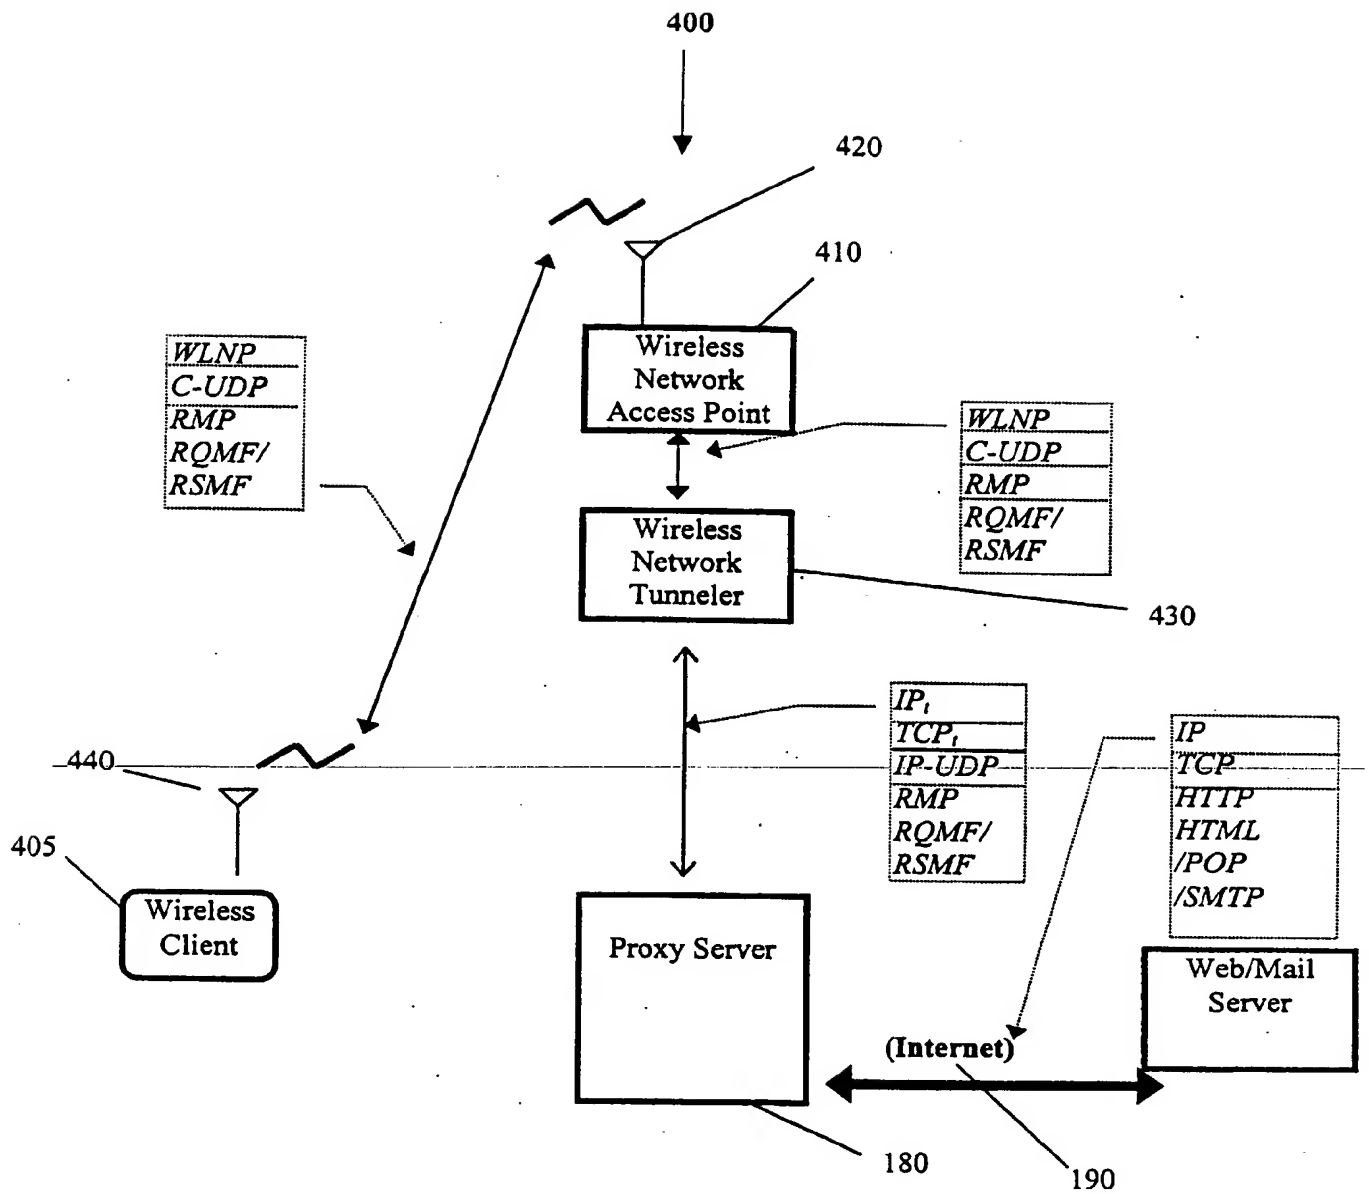 400
420
410
Wireless
Network
Access Point
WLNP
C-UDP
RMP
RQMF/
RSMF
WLNP
C-UDP
RMP
RQMF/
RSMF
Wireless
Network
Tunneler
430
IPt
TCPt
IP-UDP
RMP
RQMF/
RSMF
IP
TCP
HTTP
HTML
/POP
/SMTP
440
405
Wireless
Client
Proxy Server
Web/Mail
Server
(Internet)
180
190